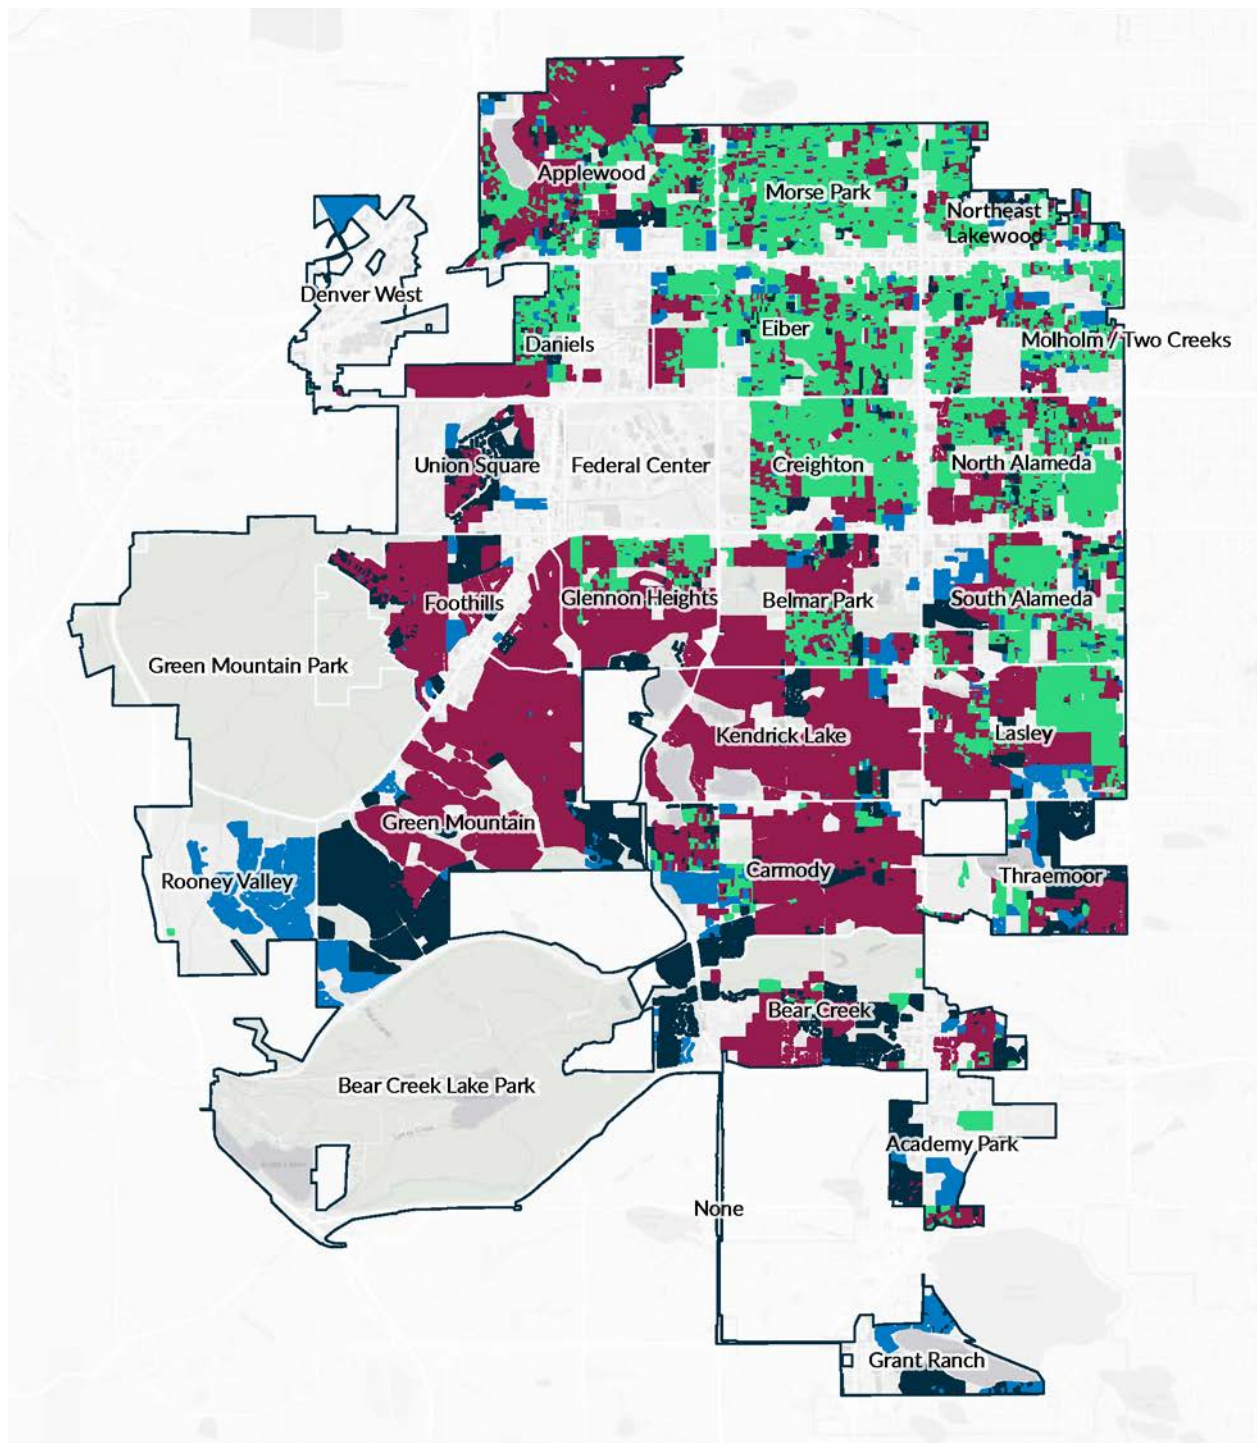 Applewood
Morse Park
Northeast
Lakewood
Denver West
Eiber
Daniels
Molholm / Two Creeks
Union Square
Federal Center
Creighton
North Alameda
Foothills
Glennon Heights
Belmar Park
South Alameda
Green Mountain Park
Kendrick Lake
Lasley
Green Mountain
Rooney Valley
Carmody
Thraemoor
Bear Creek
Bear Creek Lake Park
Academy Park
None
Grant Ranch